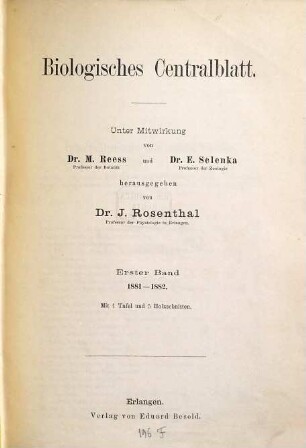 Biologisches Centralblatt.
Unter Mitwirkung
von
Dr. M. Reess und Dr. E. Selenka
Professor der Botanik Professor der Zoologie
herausgegeben
von
Dr. J. Rosenthal
Professor der Physiologie in Erlangen.
Erster Band
1881—1882.
Mit 1 Tafel und 5 Holzschnitten.
Erlangen.
Verlag von Eduard Besold.